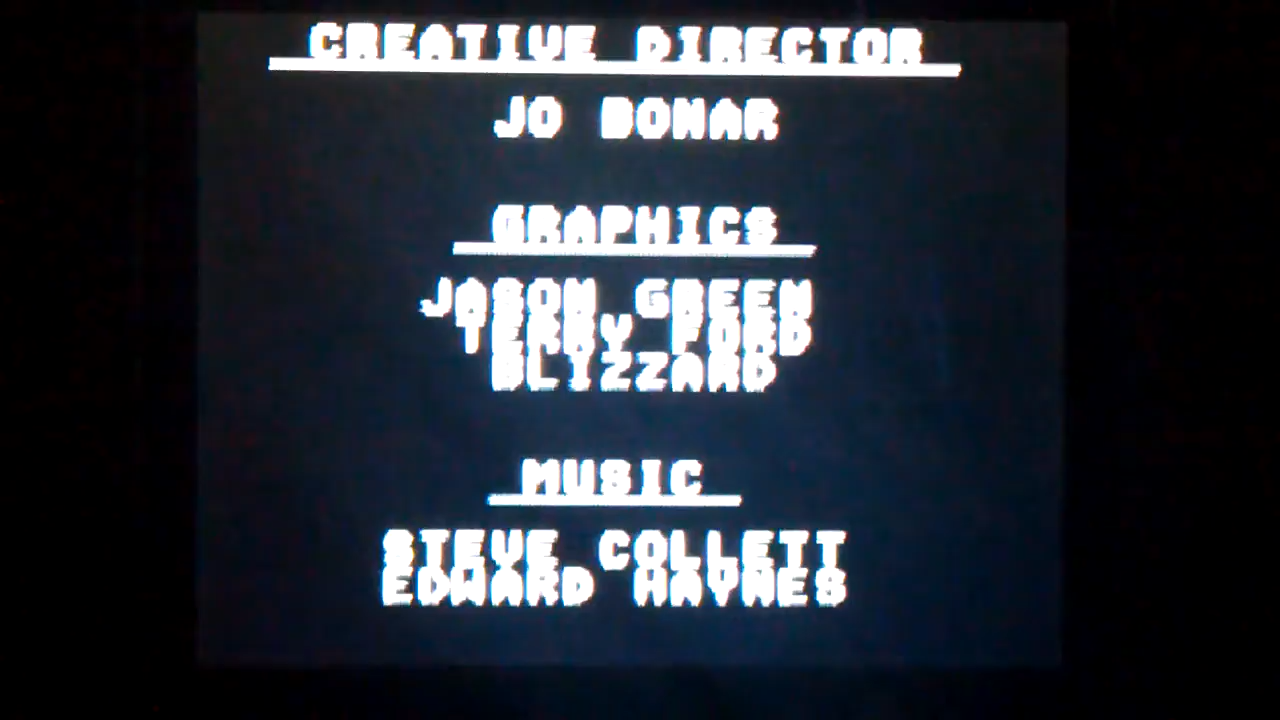 CREATIVE DIRECTOR
JO BONAR
GRAPHICS
JASON GREEN
TERRY FORD
BLIZZARD
MUSIC
STEVE COLLETT
EDWARD HAYNES